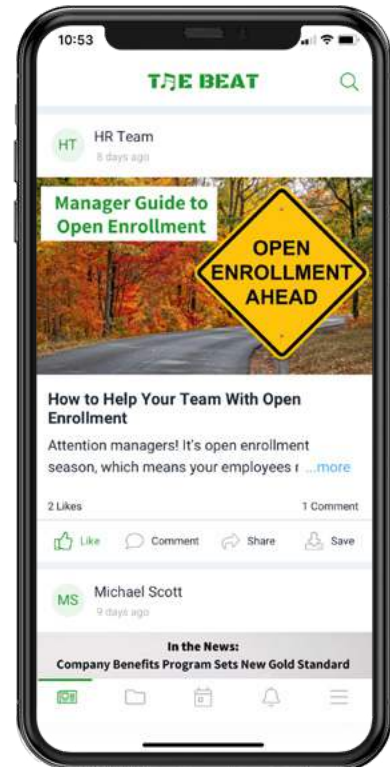 10:53
THE BEAT
HT
HR Team
8 days ago
Manager Guide to
Open Enrollment
OPEN
ENROLLMENT
AHEAD
How to Help Your Team With Open
Enrollment
Attention managers! It's open enrollment
season, which means your employees r ...more
2 Likes 1 Comment
Like Comment Share Save
MS
Michael Scott
9 days ago
In the News:
Company Benefits Program Sets New Gold Standard